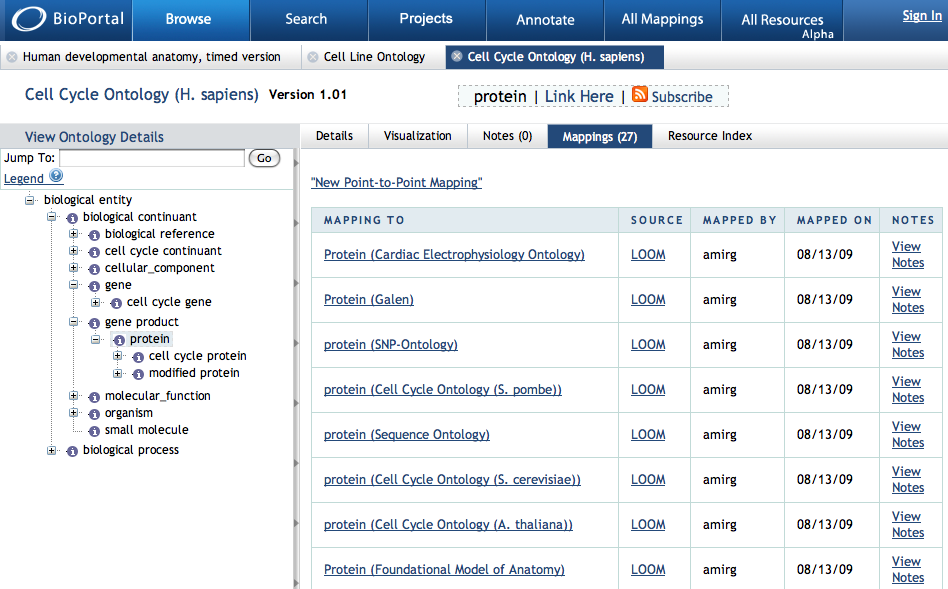 BioPortal
Browse
Search
Projects
Annotate
All Mappings
All Resources
Alpha
Sign In
Human developmental anatomy, timed version
Cell Line Ontology
Cell Cycle Ontology (H. sapiens)
Cell Cycle Ontology (H. sapiens) Version 1.01
protein | Link Here | Subscribe
View Ontology Details
Details
Visualization
Notes (0)
Mappings (27)
Resource Index
Jump To:
Go
Legend
biological entity
biological continuant
biological reference
cell cycle continuant
cellular_component
gene
cell cycle gene
gene product
protein
cell cycle protein
modified protein
molecular_function
organism
small molecule
biological process
"New Point-to-Point Mapping"
MAPPING TO SOURCE MAPPED BY MAPPED ON NOTES
Protein (Cardiac Electrophysiology Ontology) LOOM amirg 08/13/09 View Notes
Protein (Galen) LOOM amirg 08/13/09 View Notes
protein (SNP-Ontology) LOOM amirg 08/13/09 View Notes
protein (Cell Cycle Ontology (S. pombe)) LOOM amirg 08/13/09 View Notes
protein (Sequence Ontology) LOOM amirg 08/13/09 View Notes
protein (Cell Cycle Ontology (S. cerevisiae)) LOOM amirg 08/13/09 View Notes
protein (Cell Cycle Ontology (A. thaliana)) LOOM amirg 08/13/09 View Notes
Protein (Foundational Model of Anatomy) LOOM amirg 08/13/09 View Notes